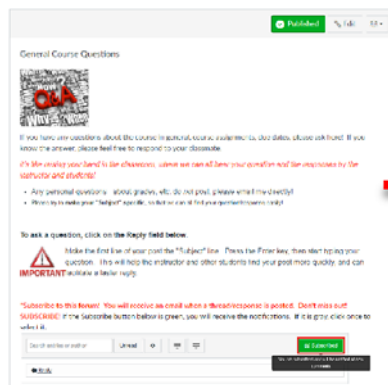 Published Edit
General Course Questions
Q&A
If you have any questions about the course in general, course assignments, due dates, please ask here! If you
know the answer, please feel free to respond to your classmate.
It's like raising your hand in the classroom, where we can all hear your question and the responses by the
instructor and students!
Any personal questions - about grades, etc. do not post, please email me directly!
Please try to make your "Subject" specific, so that we can all find your question/answers easily!
To ask a question, click on the Reply field below.
Make the first line of your post the "Subject" line. Press the Enter key, then start typing your
question. This will help the instructor and other students find your post more quickly, and can
IMPORTANT facilitate a faster reply.
*Subscribe to this forum! You will receive an email when a thread/response is posted. Don't miss out!
SUBSCRIBE! If the Subscribe button below is green, you will receive the notifications. If it is gray, click once to
select it.
Search entries or author Unread Subscribed
Reply